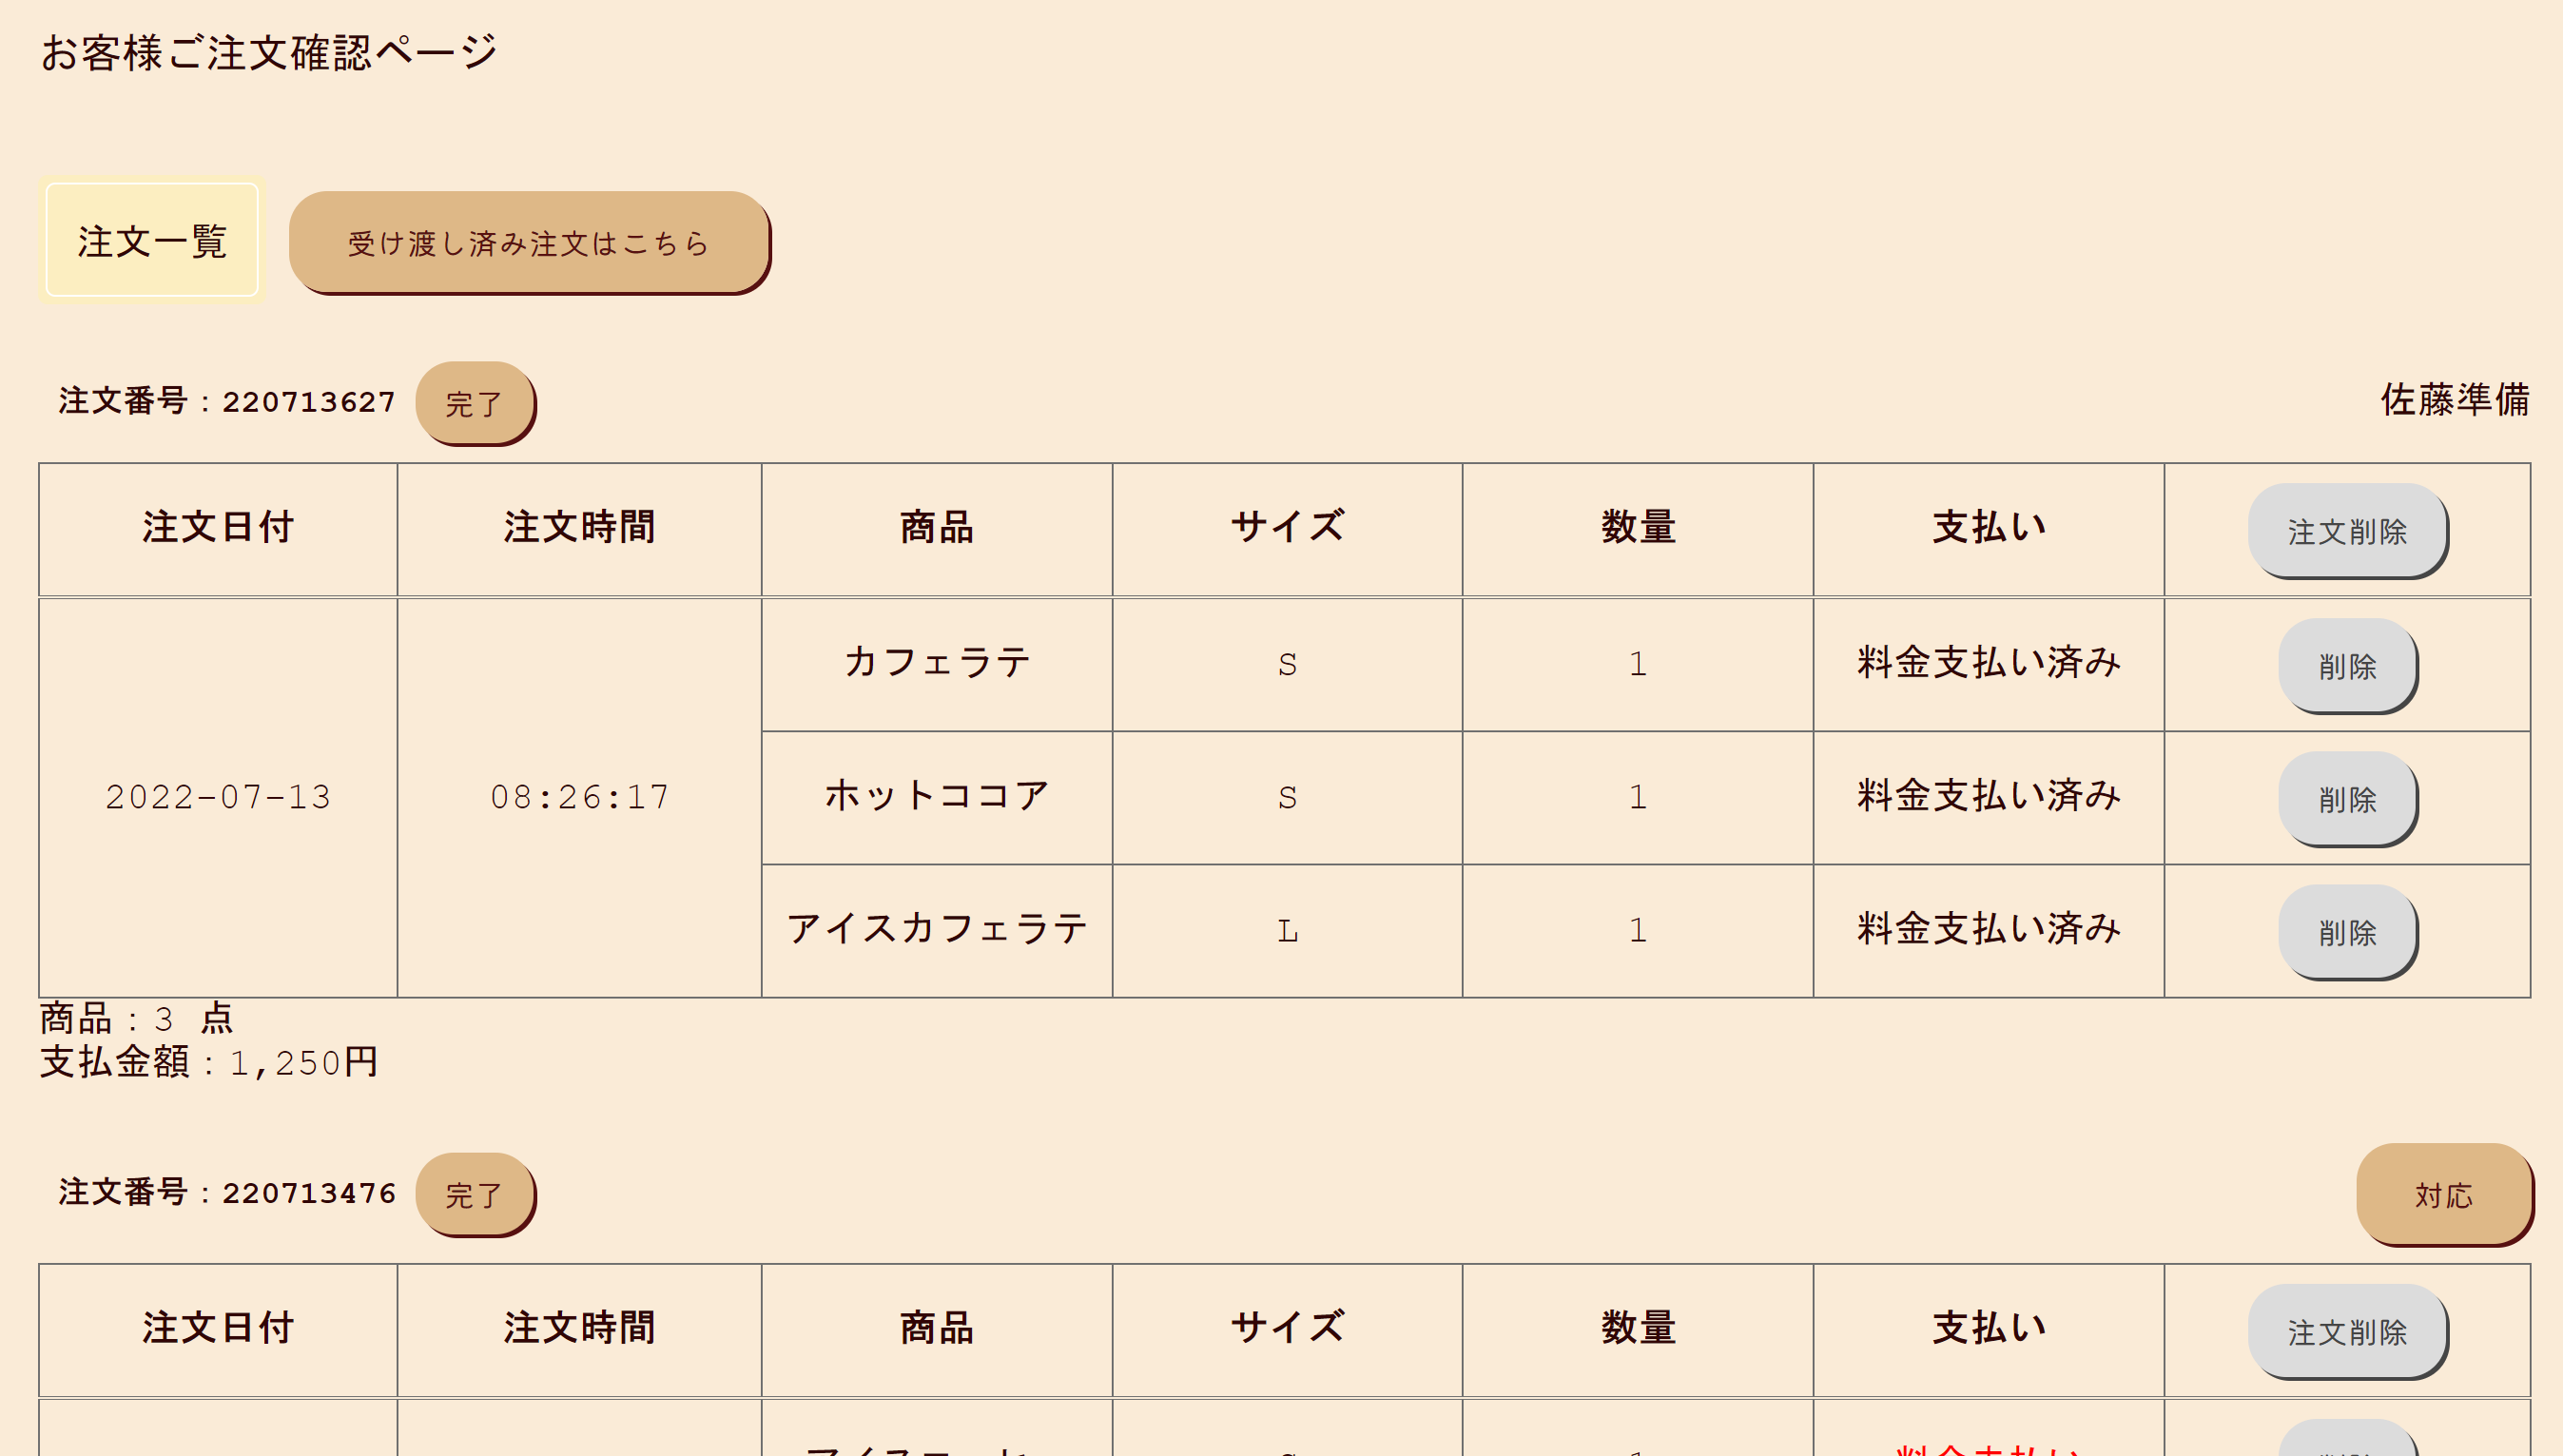 お客様ご注文確認ページ
注文一覧 受け渡し済み注文はこちら
注文番号：220713627 完了 佐藤準備
注文日付 注文時間 商品 サイズ 数量 支払い 注文削除
カフェラテ S 1 料金支払い済み 削除
2022-07-13 08:26:17 ホットココア S 1 料金支払い済み 削除
アイスカフェラテ L 1 料金支払い済み 削除
商品：3 点
支払金額：1,250円
注文番号：220713476 完了 対応
注文日付 注文時間 商品 サイズ 数量 支払い 注文削除